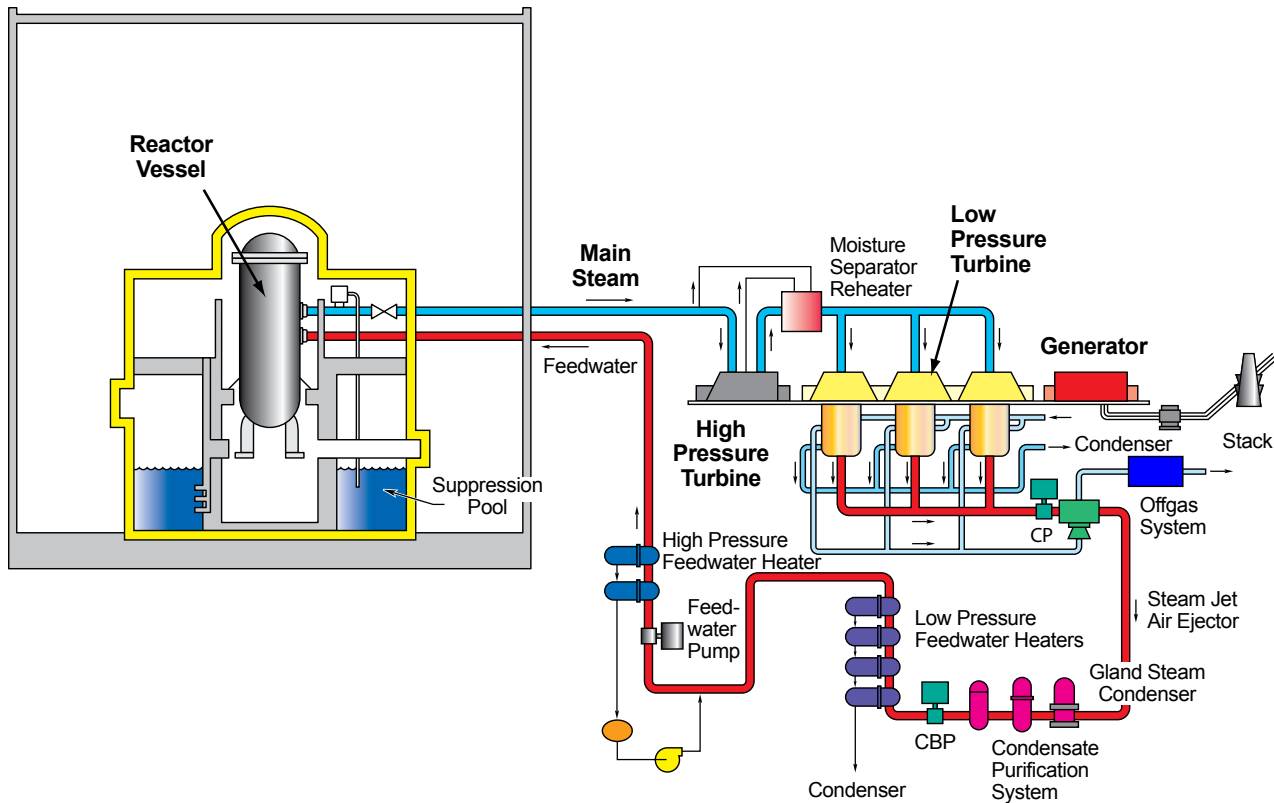 Reactor
Vessel
Main
Steam
Moisture
Separator
Reheater
Low
Pressure
Turbine
Generator
Feedwater
High
Pressure
Turbine
Condenser
Stack
Suppression
Pool
Offgas
System
CP
High Pressure
Feedwater Heater
Feed-
water
Pump
Low Pressure
Feedwater Heaters
Steam Jet
Air Ejector
Gland Steam
Condenser
CBP
Condensate
Purification
System
Condenser